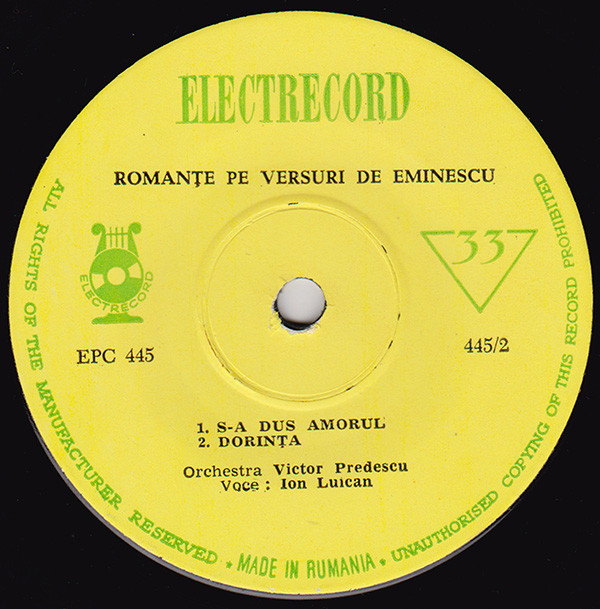 ELECTRECORD
ROMANȚE PE VERSURI DE EMINESCU
ELECTRECORD
33
EPC 445
445/2
1. S-A DUS AMORUL
2. DORINȚA
Orchestra Victor Predescu
Voce : Ion Luican
ALL RIGHTS OF THE MANUFACTURER RESERVED * MADE IN RUMANIA * UNAUTHORISED COPYING OF THIS RECORD PROHIBITED